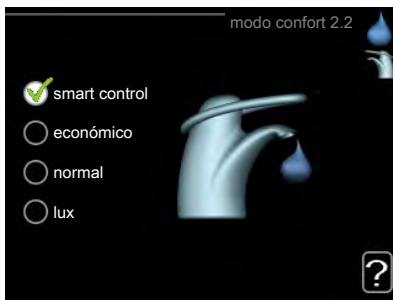 modo confort 2.2
smart control
económico
normal
lux
?